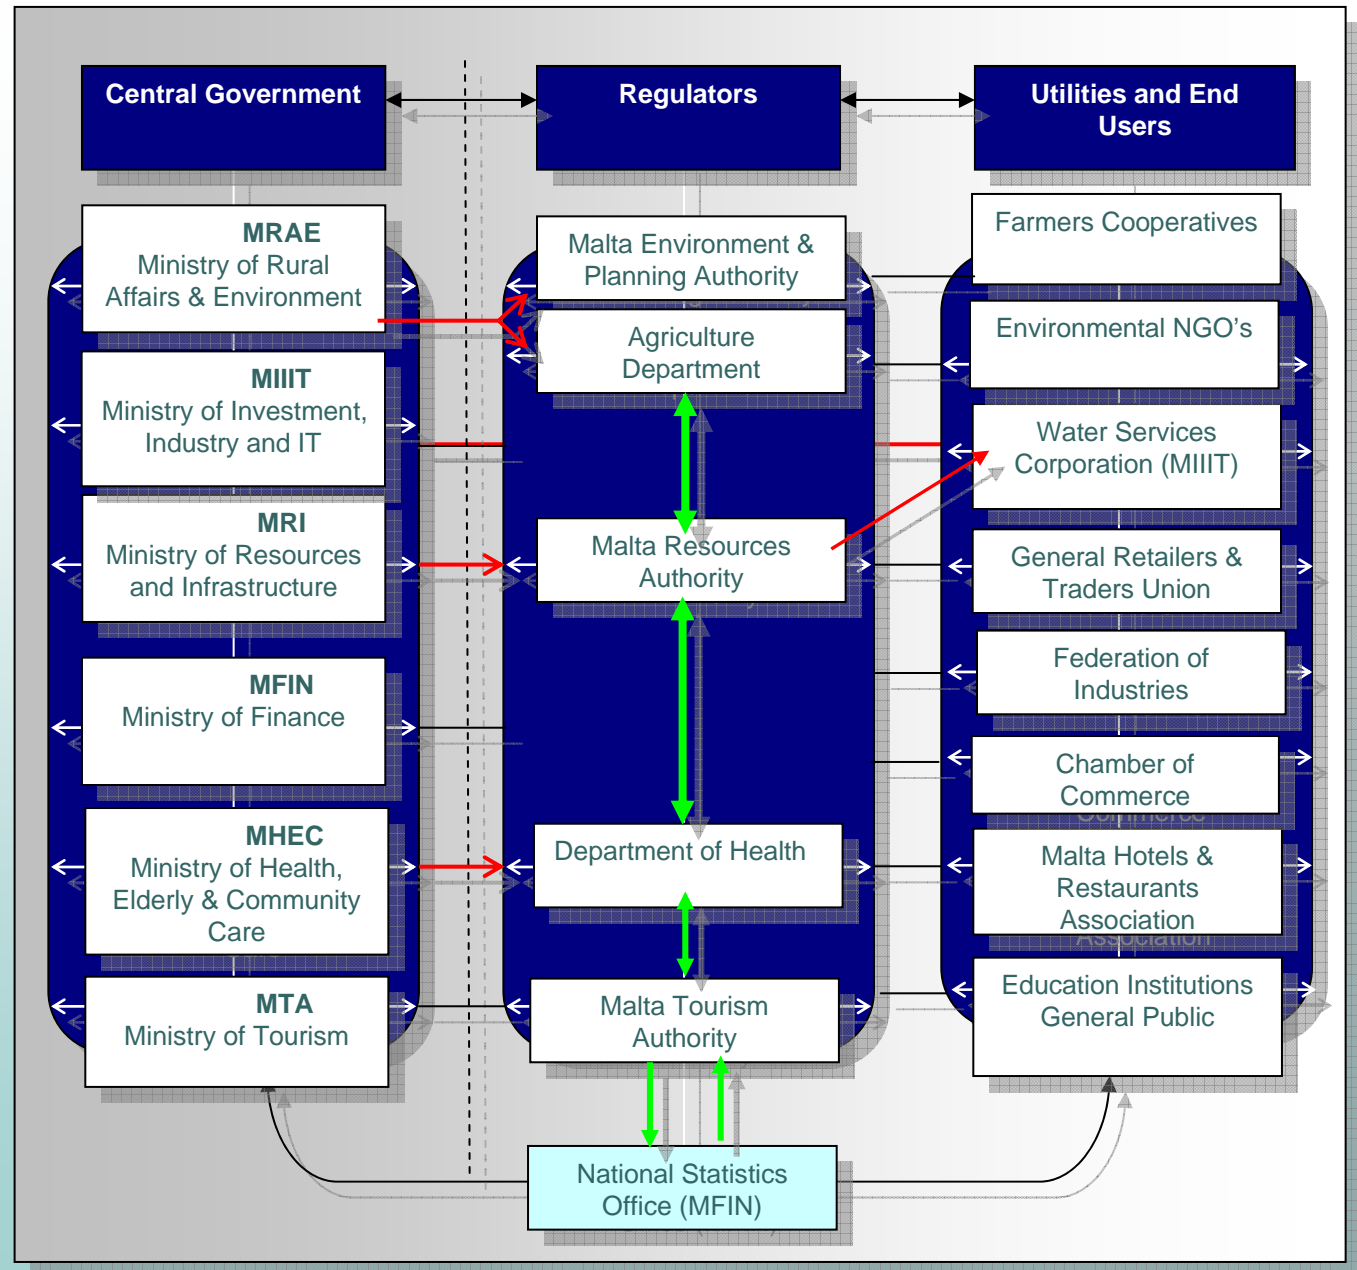 Central Government
Regulators
Utilities and End
Users
MRAE
Ministry of Rural
Affairs & Environment
MIIIT
Ministry of Investment,
Industry and IT
MRI
Ministry of Resources
and Infrastructure
MFIN
Ministry of Finance
MHEC
Ministry of Health,
Elderly & Community
Care
MTA
Ministry of Tourism
Malta Environment &
Planning Authority
Agriculture
Department
Malta Resources
Authority
Department of Health
Malta Tourism
Authority
National Statistics
Office (MFIN)
Farmers Cooperatives
Environmental NGO's
Water Services
Corporation (MIIIT)
General Retailers &
Traders Union
Federation of
Industries
Chamber of
Commerce
Malta Hotels &
Restaurants
Association
Education Institutions
General Public